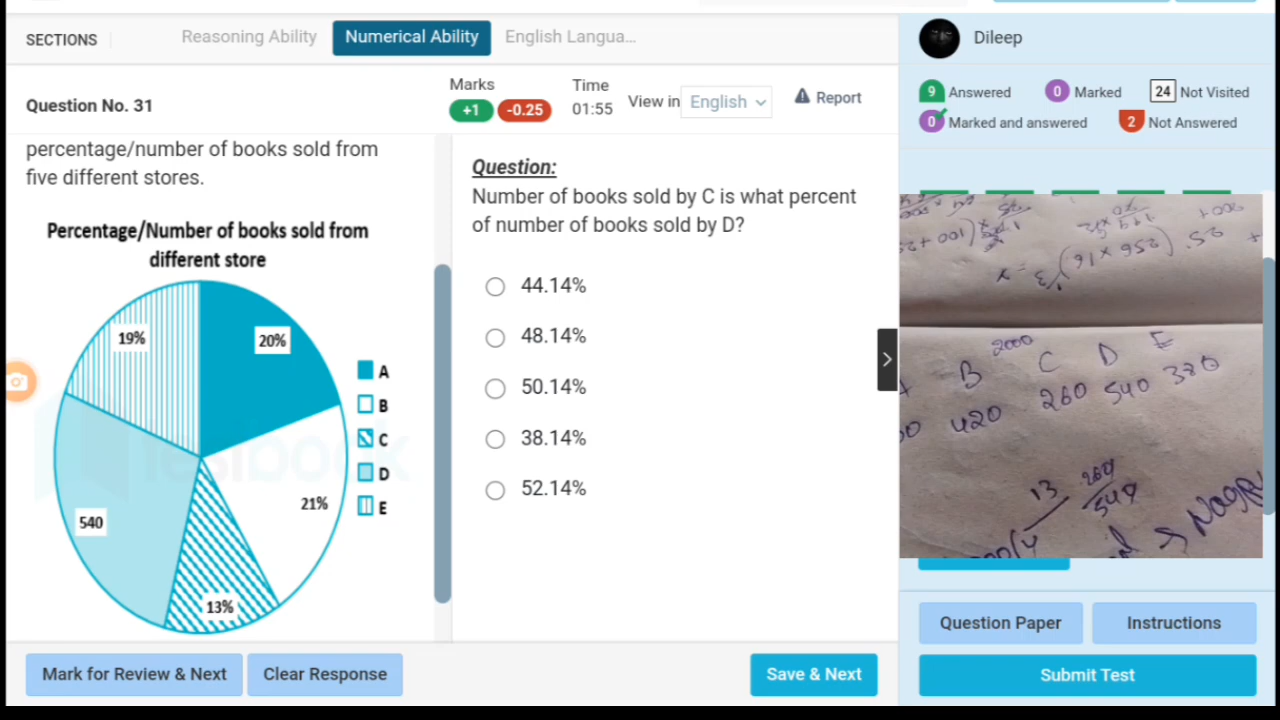 SECTIONS
Reasoning Ability
Numerical Ability
English Langua...
Dileep
Question No. 31
Marks
+1 -0.25
Time
01:55
View in English
Report
9 Answered
0 Marked
24 Not Visited
0 Marked and answered
2 Not Answered
percentage/number of books sold from
five different stores.
Percentage/Number of books sold from
different store
19%
20%
21%
13%
540
A
B
C
D
E
Question:
Number of books sold by C is what percent
of number of books sold by D?
44.14%
48.14%
50.14%
38.14%
52.14%
2000
B C D E
420 260 540 380
13 260
540
Mark for Review & Next
Clear Response
Save & Next
Question Paper
Instructions
Submit Test